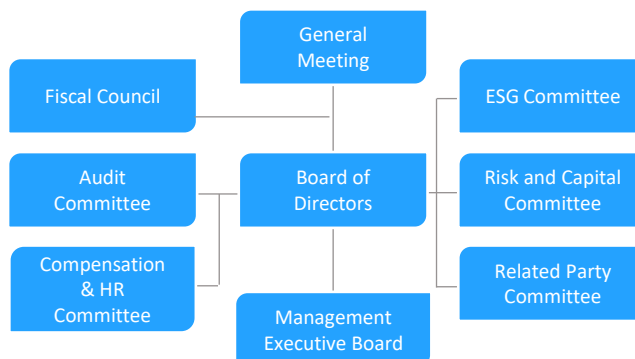 General
Meeting
Fiscal Council
ESG Committee
Audit
Committee
Board of
Directors
Risk and Capital
Committee
Compensation
& HR
Committee
Related Party
Committee
Management
Executive Board